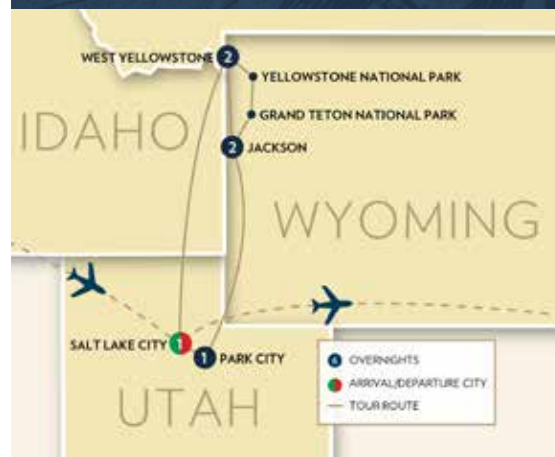 WEST YELLOWSTONE 2
YELLOWSTONE NATIONAL PARK
GRAND TETON NATIONAL PARK
2 JACKSON
IDAHO
WYOMING
SALT LAKE CITY 1
1 PARK CITY
UTAH
6 OVERNIGHTS
ARRIVAL/DEPARTURE CITY
TOUR ROUTE